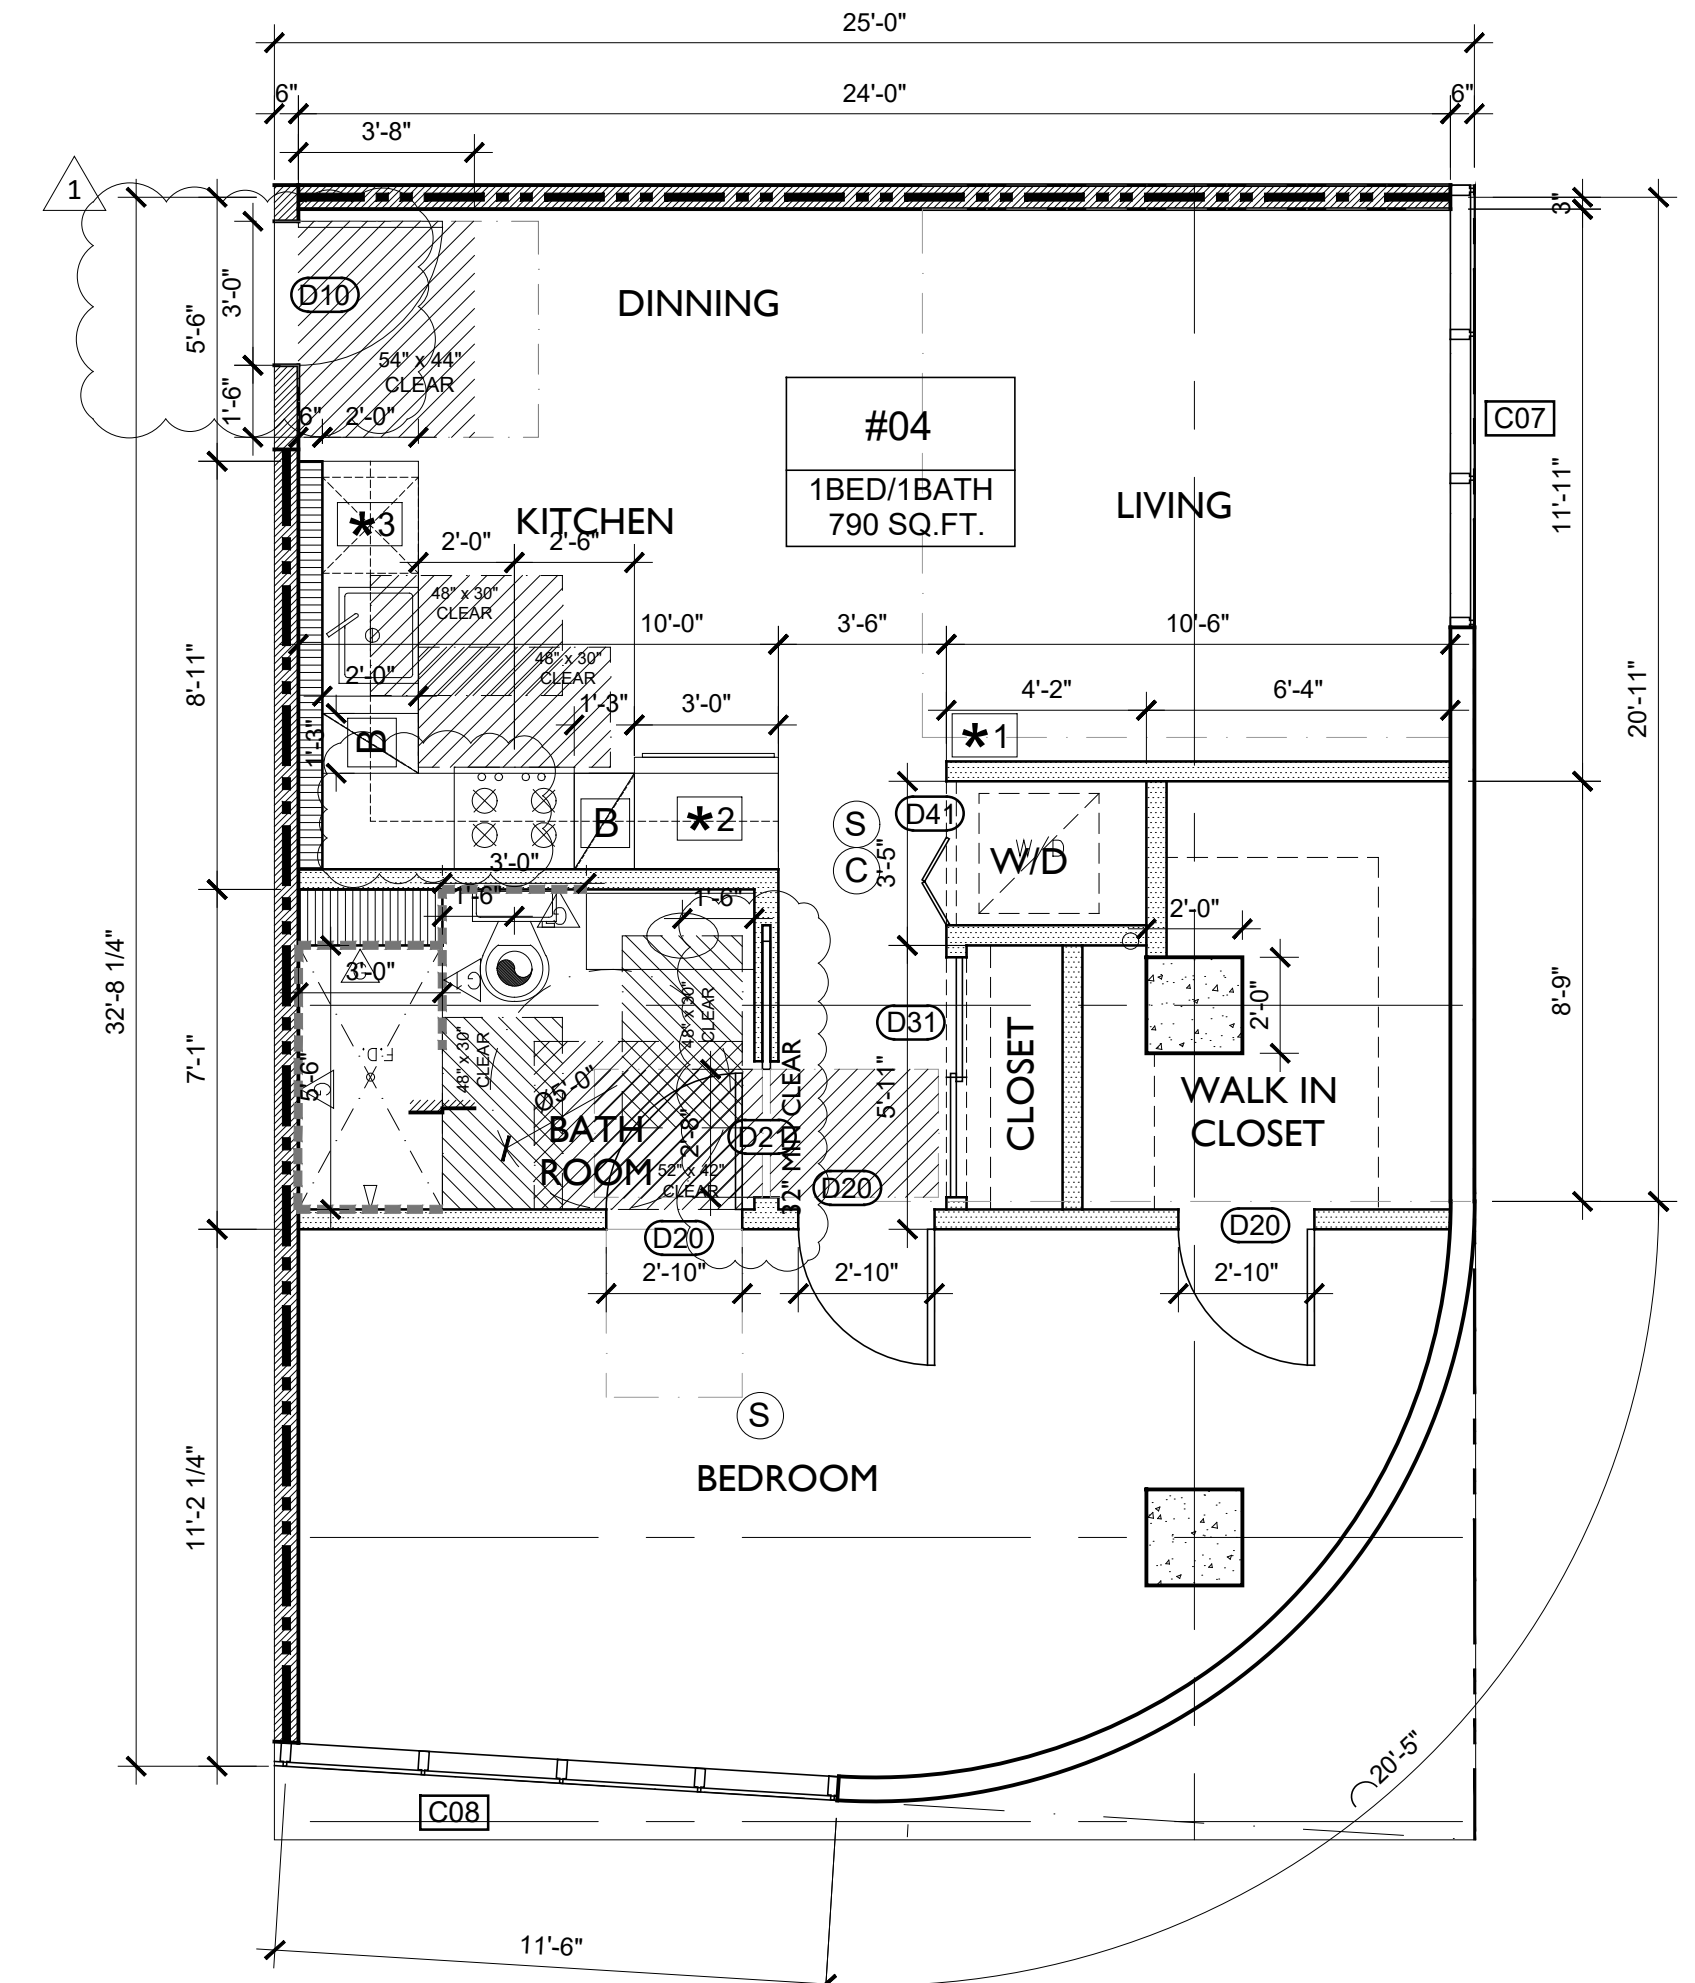 25'-0"
6"
24'-0"
6"
3'-8"
1
3"
D10
DINNING
3'-0"
5'-6"
54" x 44"
CLEAR
1'-6"
6"
2'-0"
#04
1BED/1BATH
790 SQ.FT.
C07
LIVING
11'-11"
*3
KITCHEN
2'-0"
2'-6"
48" x 30"
CLEAR
10'-0"
3'-6"
10'-6"
48" x 30"
CLEAR
8'-11"
2'-0"
1'-3"
3'-0"
4'-2"
6'-4"
20'-11"
B
1'-3"
*1
B
*2
S
D41
C
3'-5"
W/D
W/D
3'-0"
1'-6"
1'-6"
2'-0"
32'-8 1/4"
3'-0"
2'-0"
8'-9"
D31
48" x 30"
CLEAR
48" x 30"
CLEAR
F.D.
7'-1"
5'-6"
Ø5'-0"
BATH
ROOM
2'-8"
D21
32" MIN CLEAR
5'-11"
CLOSET
WALK IN
CLOSET
52" x 42"
CLEAR
D20
D20
D20
2'-10"
2'-10"
2'-10"
S
BEDROOM
11'-2 1/4"
20'-5"
C08
11'-6"